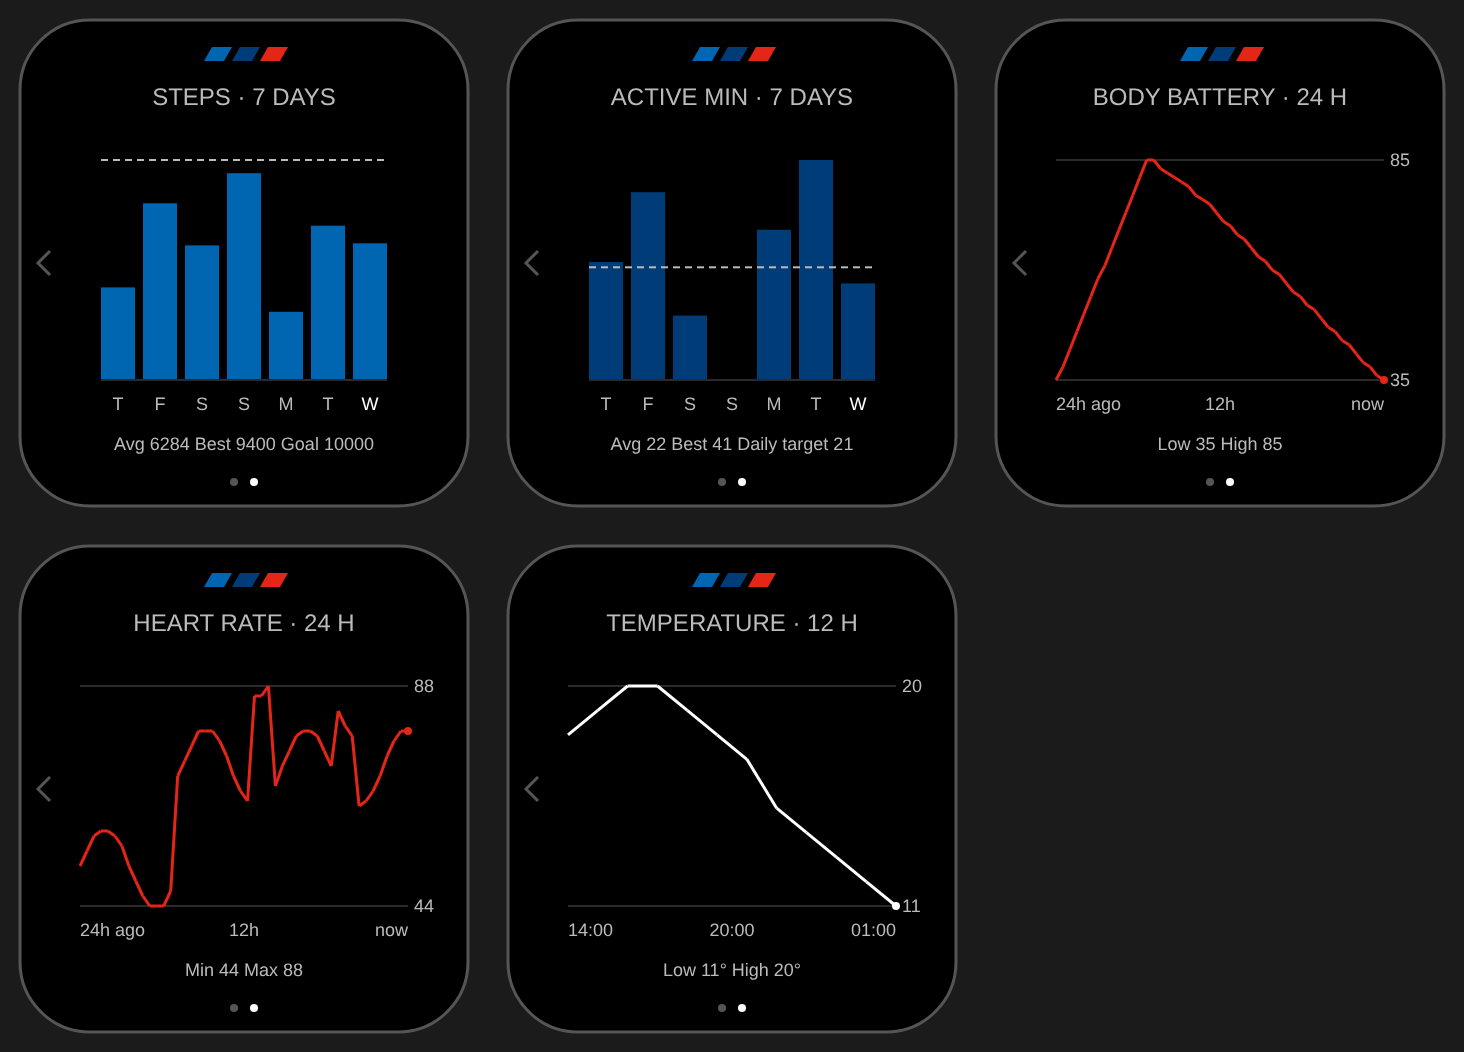 STEPS · 7 DAYS
T F S S M T W
Avg 6284 Best 9400 Goal 10000
ACTIVE MIN · 7 DAYS
T F S S M T W
Avg 22 Best 41 Daily target 21
BODY BATTERY · 24 H
85
35
24h ago 12h now
Low 35 High 85
HEART RATE · 24 H
88
44
24h ago 12h now
Min 44 Max 88
TEMPERATURE · 12 H
20
11
14:00 20:00 01:00
Low 11° High 20°